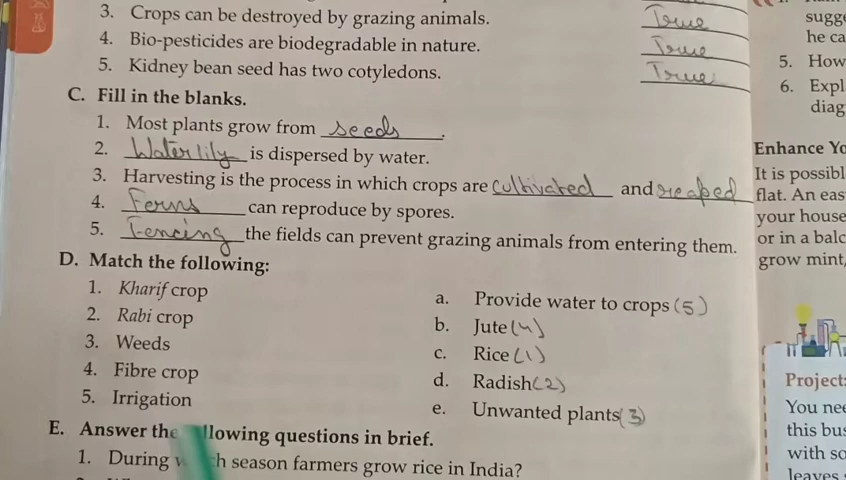 3. Crops can be destroyed by grazing animals. True
4. Bio-pesticides are biodegradable in nature. True
5. Kidney bean seed has two cotyledons. True
C. Fill in the blanks.
1. Most plants grow from seeds.
2. Waterlily is dispersed by water.
3. Harvesting is the process in which crops are cultivated and reaped
4. Ferns can reproduce by spores.
5. Fencing the fields can prevent grazing animals from entering them.
D. Match the following:
1. Kharif crop
2. Rabi crop
3. Weeds
4. Fibre crop
5. Irrigation
a. Provide water to crops (5)
b. Jute (4)
c. Rice (1)
d. Radish (2)
e. Unwanted plants (3)
E. Answer the llowing questions in brief.
1. During season farmers grow rice in India?
he ca
5. How
6. Expl
diag
Enhance Yo
It is possibl
flat. An eas
your house
or in a balc
grow mint,
Project:
You nee
this bus
with so
leaves